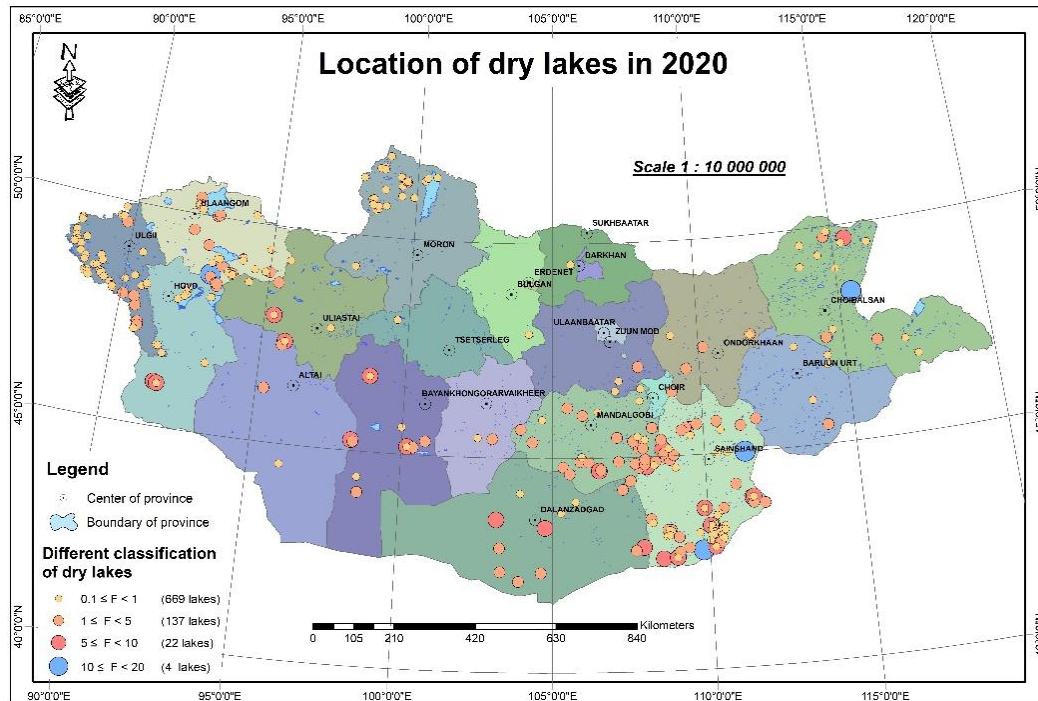 85°0'0"E
90°0'0"E
95°0'0"E
100°0'0"E
105°0'0"E
110°0'0"E
115°0'0"E
120°0'0"E
N
Location of dry lakes in 2020
Scale 1 : 10 000 000
50°0'0"N
45°0'0"N
40°0'0"N
ULAANGOM
ULGII
HOVD
MORON
SUKHBAATAR
DARKHAN
ERDENET
BULGAN
ULIASTAI
TSETSERLEG
ULAANBAATAR
ZUUN MOD
ONDORKHAAN
CHOIBALSAN
BARUUN URT
ALTAI
BAYANKHONGOR
ARVAIKHEER
CHOIR
MANDALGOBI
SAINSHAND
DALANZADGAD
Legend
Center of province
Boundary of province
Different classification
of dry lakes
0.1 ≤ F < 1 (669 lakes)
1 ≤ F < 5 (137 lakes)
5 ≤ F < 10 (22 lakes)
10 ≤ F < 20 (4 lakes)
Kilometers
0 105 210 420 630 840
90°0'0"E
95°0'0"E
100°0'0"E
105°0'0"E
110°0'0"E
115°0'0"E